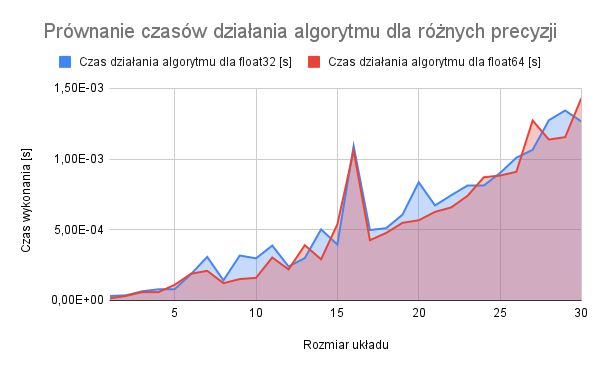 Prównanie czasów działania algorytmu dla różnych precyzji
Czas działania algorytmu dla float32 [s] Czas działania algorytmu dla float64 [s]
1,50E-03
1,00E-03
5,00E-04
0,00E+00
Czas wykonania [s]
5 10 15 20 25 30
Rozmiar układu